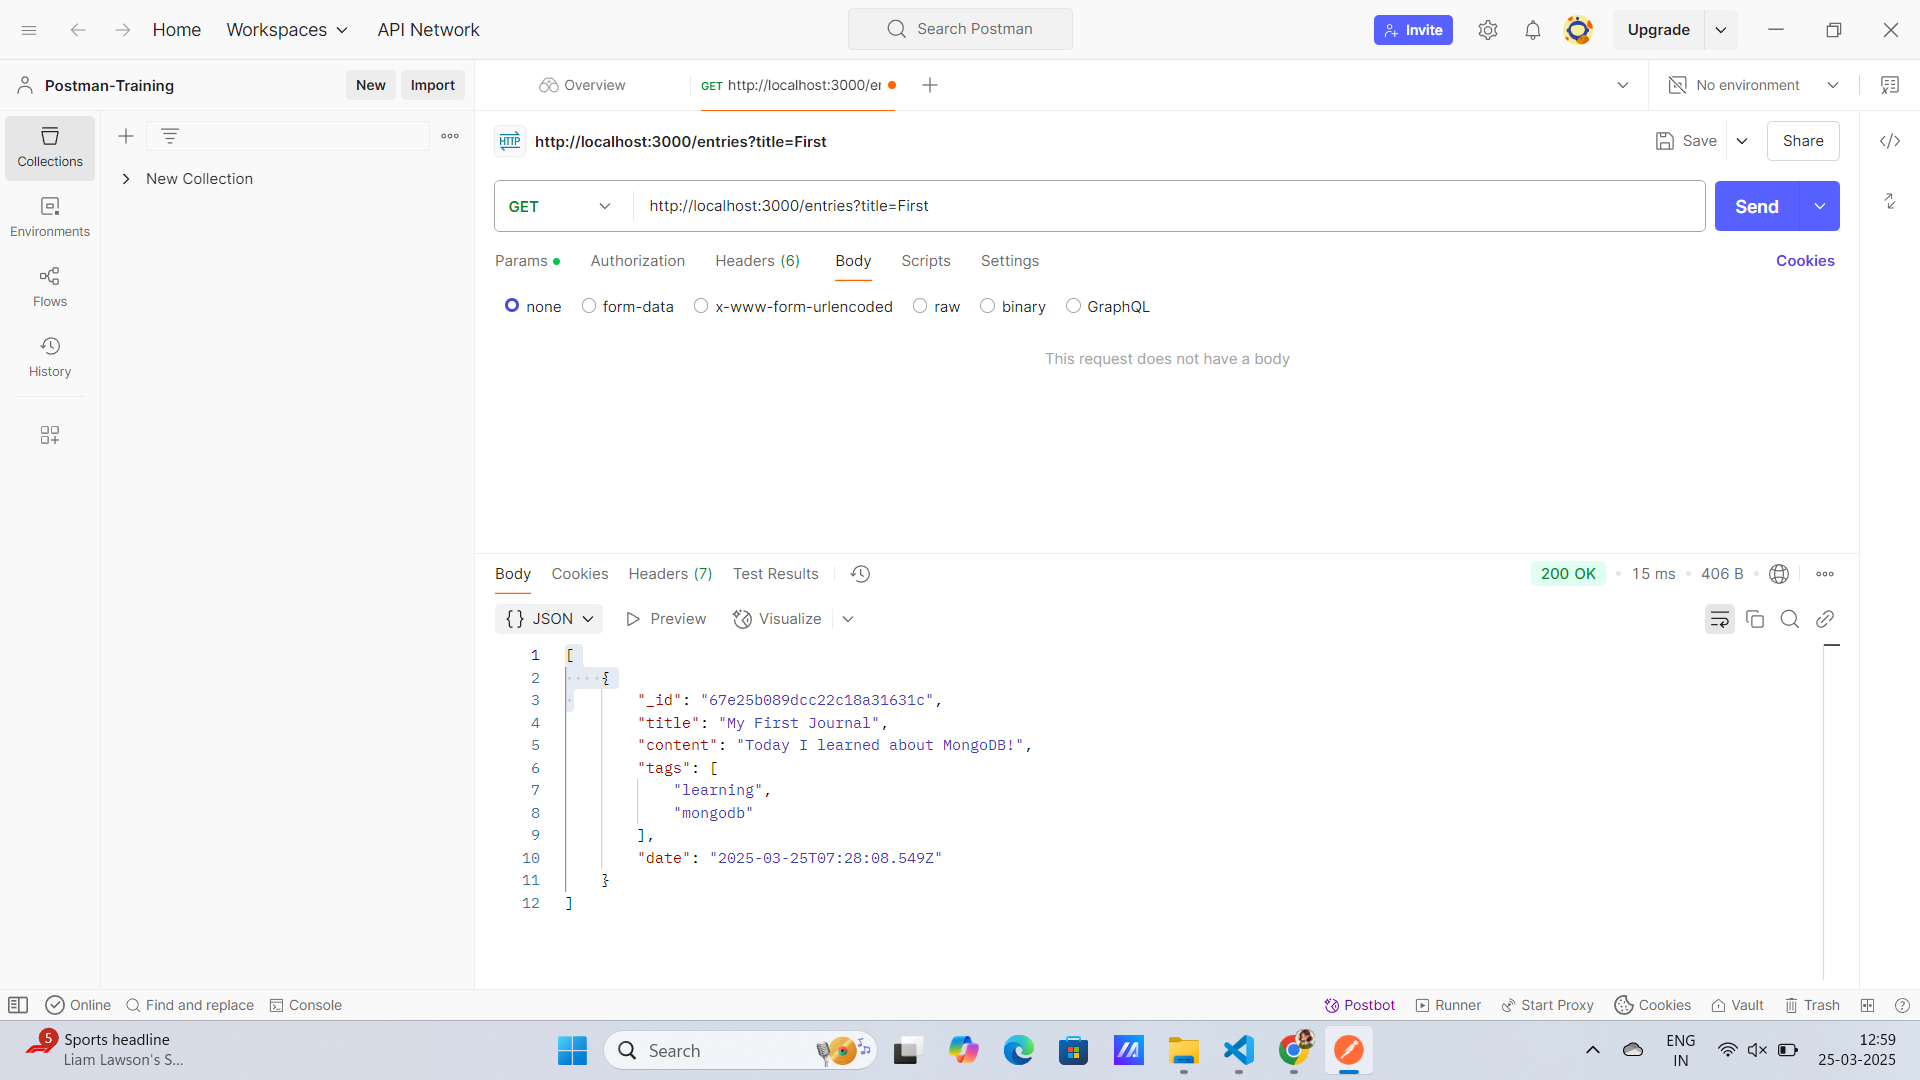 Home
Workspaces
API Network
Search Postman
Invite
Upgrade
Postman-Training
New
Import
Overview
GET http://localhost:3000/er
No environment
Collections
New Collection
Environments
Flows
History
HTTP
http://localhost:3000/entries?title=First
Save
Share
GET
http://localhost:3000/entries?title=First
Send
Params
Authorization
Headers (6)
Body
Scripts
Settings
Cookies
none
form-data
x-www-form-urlencoded
raw
binary
GraphQL
This request does not have a body
Body
Cookies
Headers (7)
Test Results
200 OK
15 ms
406 B
{} JSON
Preview
Visualize
1 [
2 {
3 "_id": "67e25b089dcc22c18a31631c",
4 "title": "My First Journal",
5 "content": "Today I learned about MongoDB!",
6 "tags": [
7 "learning",
8 "mongodb"
9 ],
10 "date": "2025-03-25T07:28:08.549Z"
11 }
12 ]
Online
Find and replace
Console
Postbot
Runner
Start Proxy
Cookies
Vault
Trash
5
Sports headline
Liam Lawson's S...
Search
ENG
IN
12:59
25-03-2025